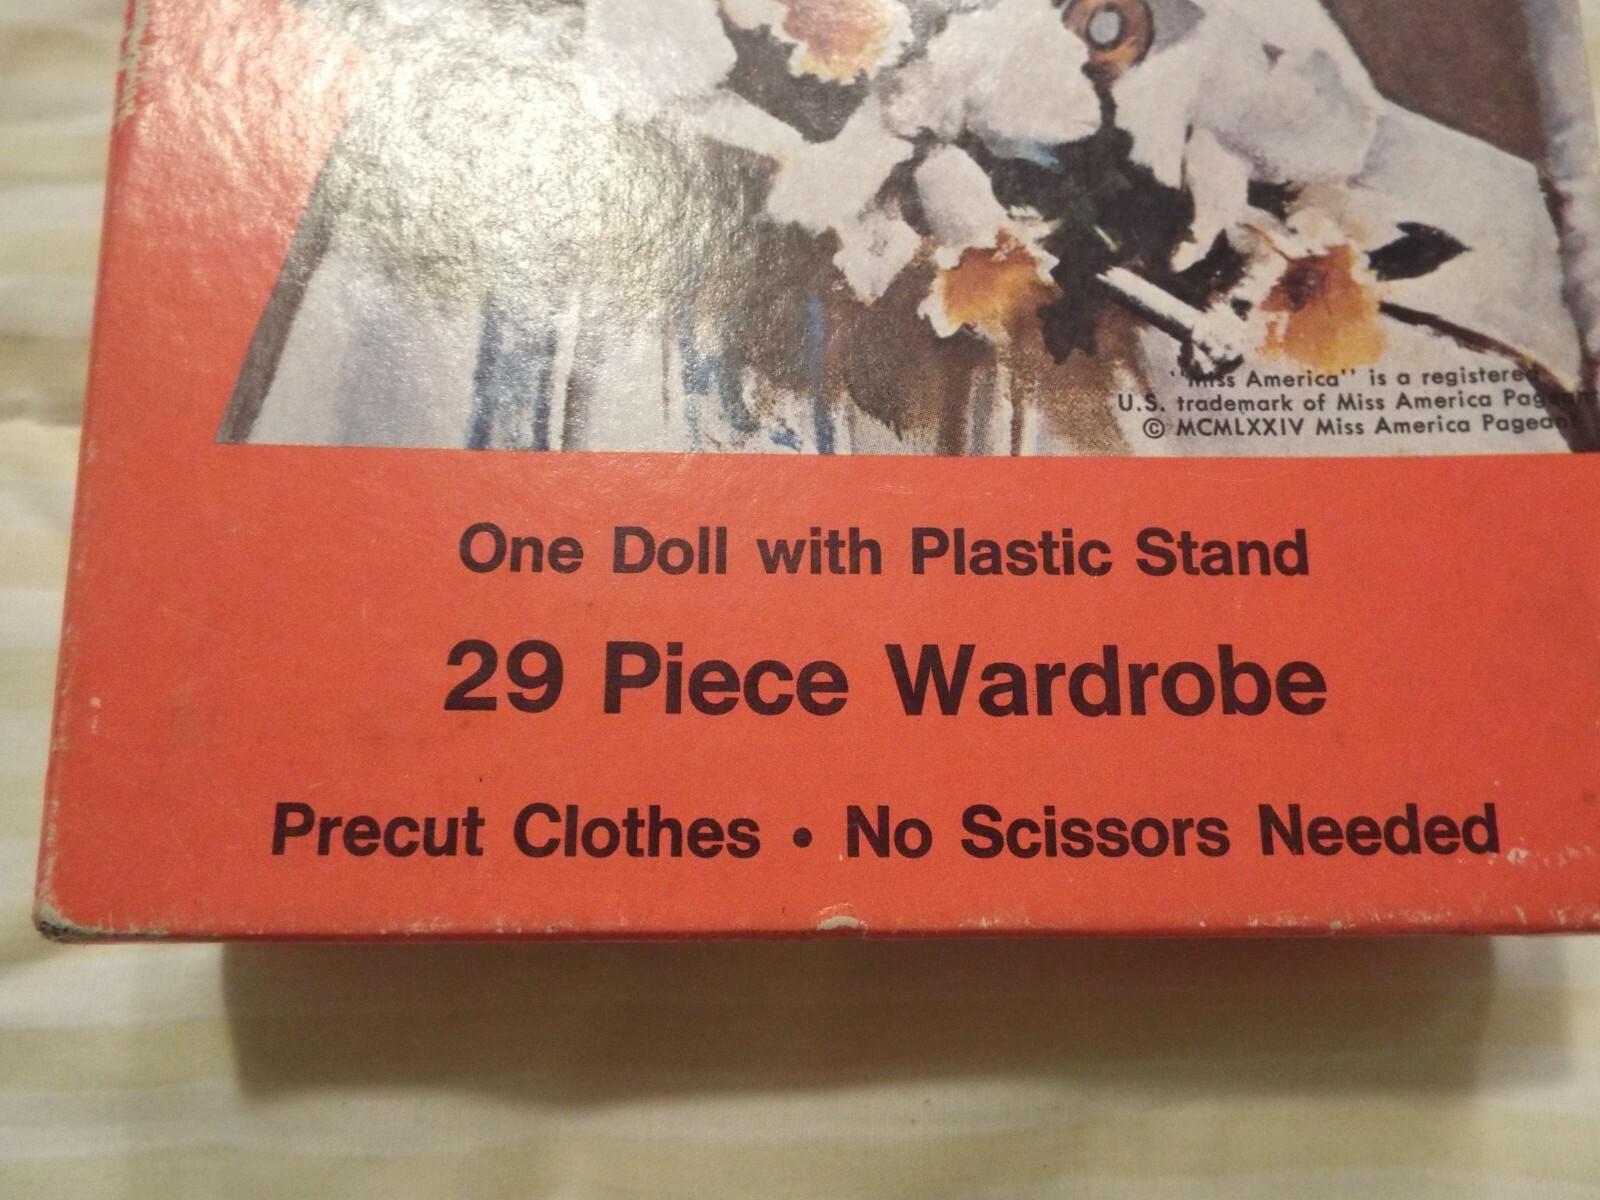 "Miss America" is a registered
U.S. trademark of Miss America Pageant
© MCMLXXIV Miss America Pageant
One Doll with Plastic Stand
29 Piece Wardrobe
Precut Clothes • No Scissors Needed